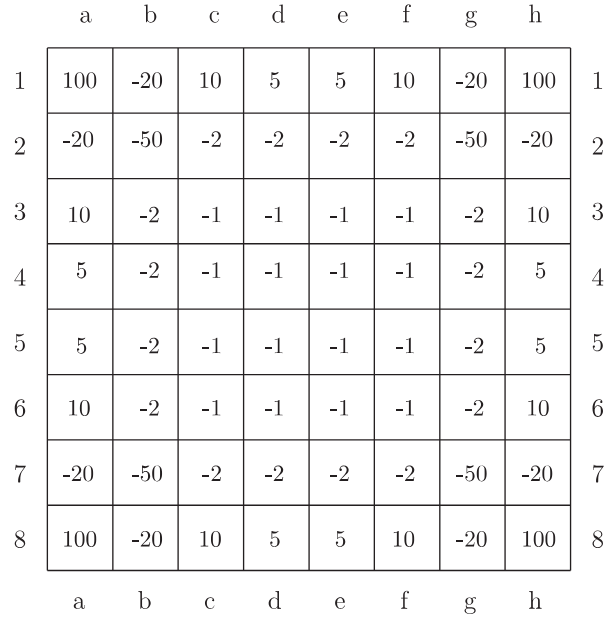 a b c d e f g h
1 100 -20 10 5 5 10 -20 100 1
2 -20 -50 -2 -2 -2 -2 -50 -20 2
3 10 -2 -1 -1 -1 -1 -2 10 3
4 5 -2 -1 -1 -1 -1 -2 5 4
5 5 -2 -1 -1 -1 -1 -2 5 5
6 10 -2 -1 -1 -1 -1 -2 10 6
7 -20 -50 -2 -2 -2 -2 -50 -20 7
8 100 -20 10 5 5 10 -20 100 8
a b c d e f g h